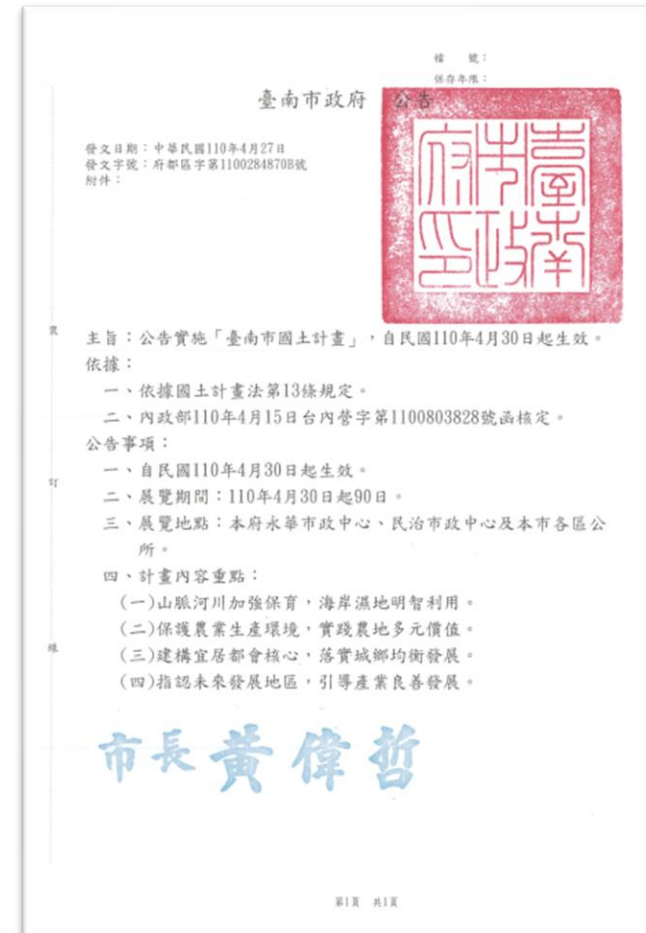 檔　號：
保存年限：
臺南市政府　公告
臺南市政府印
發文日期：中華民國110年4月27日
發文字號：府都區字第1100284870B號
附件：
主旨：公告實施「臺南市國土計畫」，自民國110年4月30日起生效。
依據：
一、依據國土計畫法第13條規定。
二、內政部110年4月15日台內營字第1100803828號函核定。
公告事項：
一、自民國110年4月30日起生效。
二、展覽期間：110年4月30日起90日。
三、展覽地點：本府永華市政中心、民治市政中心及本市各區公
所。
四、計畫內容重點：
(一)山脈河川加強保育，海岸濕地明智利用。
(二)保護農業生產環境，實踐農地多元價值。
(三)建構宜居都會核心，落實城鄉均衡發展。
(四)指認未來發展地區，引導產業良善發展。
市長黃偉哲
裝
訂
線
第1頁　共1頁